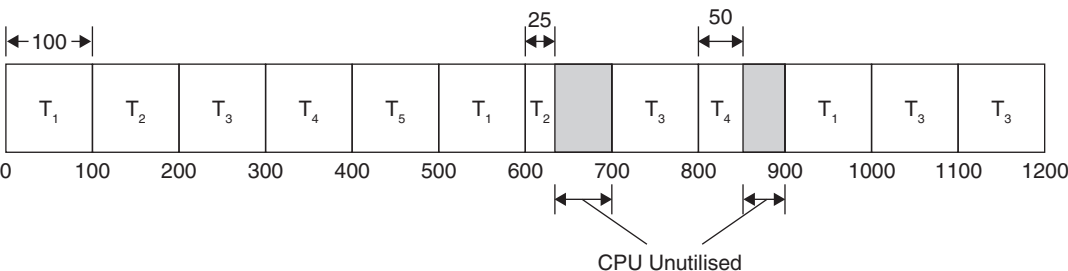 25 50
100
T₁ T₂ T₃ T₄ T₅ T₁ T₂ T₃ T₄ T₁ T₃ T₃
0 100 200 300 400 500 600 700 800 900 1000 1100 1200
CPU Unutilised